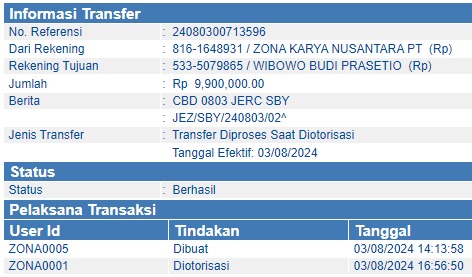 Informasi Transfer
No. Referensi : 24080300713596
Dari Rekening : 816-1648931 / ZONA KARYA NUSANTARA PT (Rp)
Rekening Tujuan : 533-5079865 / WIBOWO BUDI PRASETIO (Rp)
Jumlah : Rp 9,900,000.00
Berita : CBD 0803 JERC SBY
: JEZ/SBY/240803/02^
Jenis Transfer : Transfer Diproses Saat Diotorisasi
Tanggal Efektif: 03/08/2024
Status
Status : Berhasil
Pelaksana Transaksi
User Id Tindakan Tanggal
ZONA0005 Dibuat 03/08/2024 14:13:58
ZONA0001 Diotorisasi 03/08/2024 16:56:50